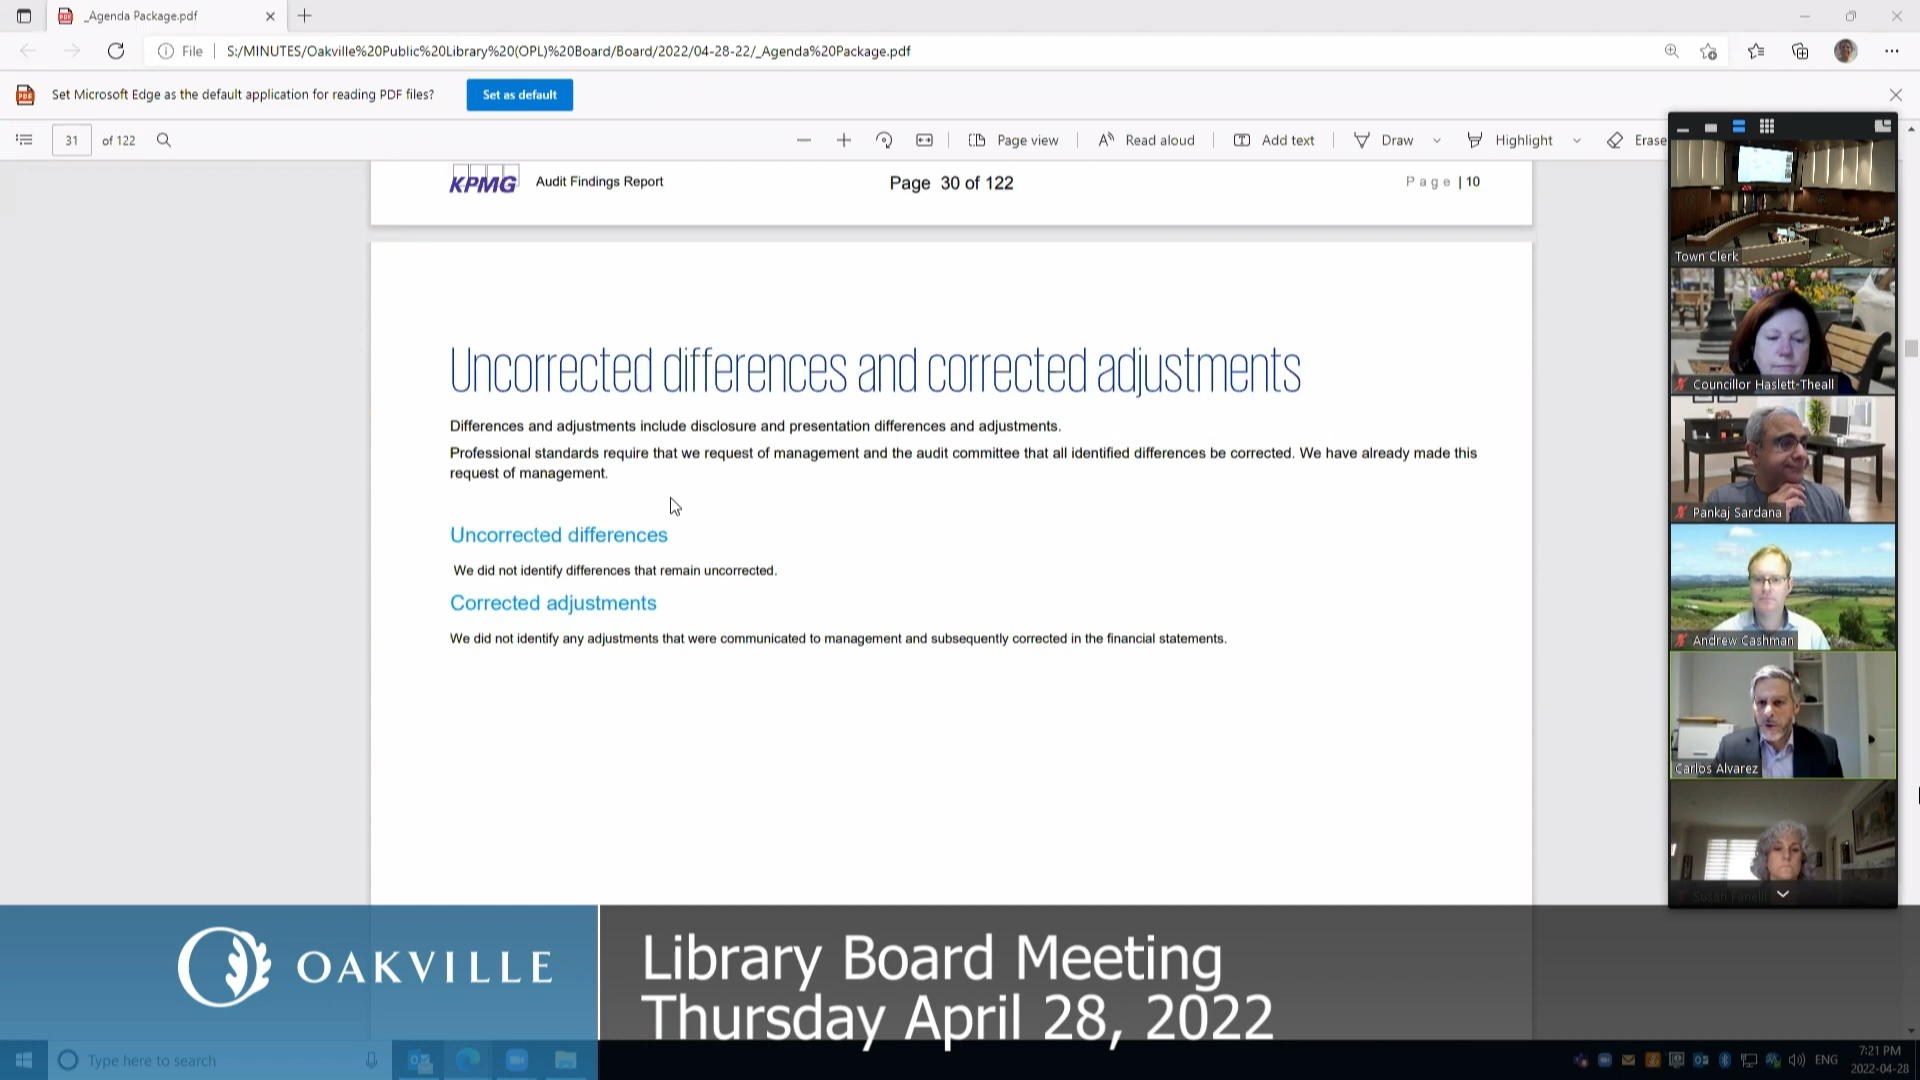 _Agenda Package.pdf
File
S:/MINUTES/Oakville%20Public%20Library%20(OPL)%20Board/Board/2022/04-28-22/_Agenda%20Package.pdf
Set Microsoft Edge as the default application for reading PDF files?
Set as default
31 of 122
Page view
Read aloud
Add text
Draw
Highlight
Erase
KPMG
Audit Findings Report
Page 30 of 122
Page | 10
Uncorrected differences and corrected adjustments
Differences and adjustments include disclosure and presentation differences and adjustments.
Professional standards require that we request of management and the audit committee that all identified differences be corrected. We have already made this
request of management.
Uncorrected differences
We did not identify differences that remain uncorrected.
Corrected adjustments
We did not identify any adjustments that were communicated to management and subsequently corrected in the financial statements.
Town Clerk
Councillor Haslett-Theall
Pankaj Sardana
Andrew Cashman
Carlos Alvarez
Susan Fanelli
OAKVILLE
Library Board Meeting
Thursday April 28, 2022
Type here to search
ENG
7:21 PM
2022-04-28